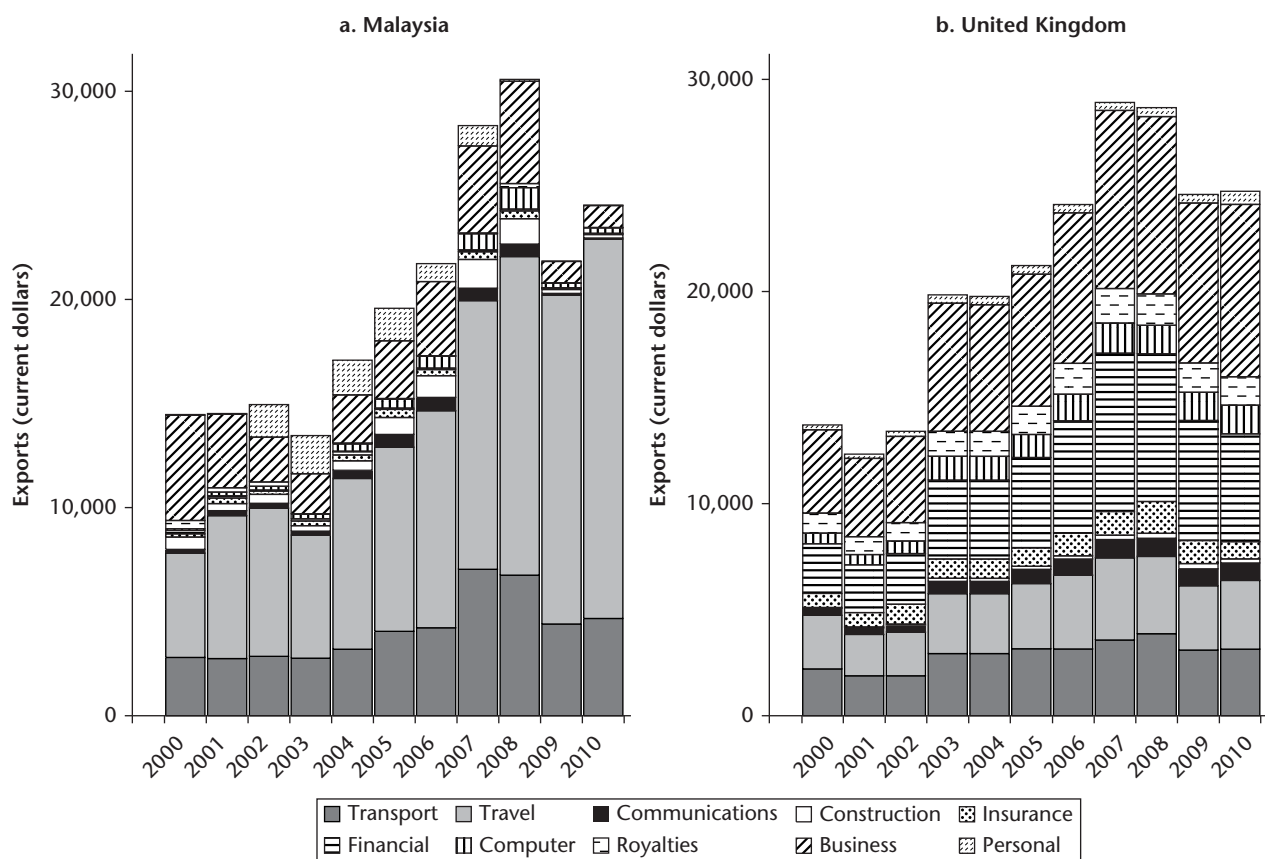 a. Malaysia
Exports (current dollars)
30,000
20,000
10,000
0
2000 2001 2002 2003 2004 2005 2006 2007 2008 2009 2010
b. United Kingdom
Exports (current dollars)
30,000
20,000
10,000
0
2000 2001 2002 2003 2004 2005 2006 2007 2008 2009 2010
Transport Travel Communications Construction Insurance
Financial Computer Royalties Business Personal